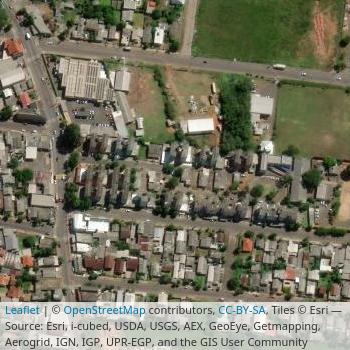 Leaflet | © OpenStreetMap contributors, CC-BY-SA, Tiles © Esri —
Source: Esri, i-cubed, USDA, USGS, AEX, GeoEye, Getmapping,
Aerogrid, IGN, IGP, UPR-EGP, and the GIS User Community